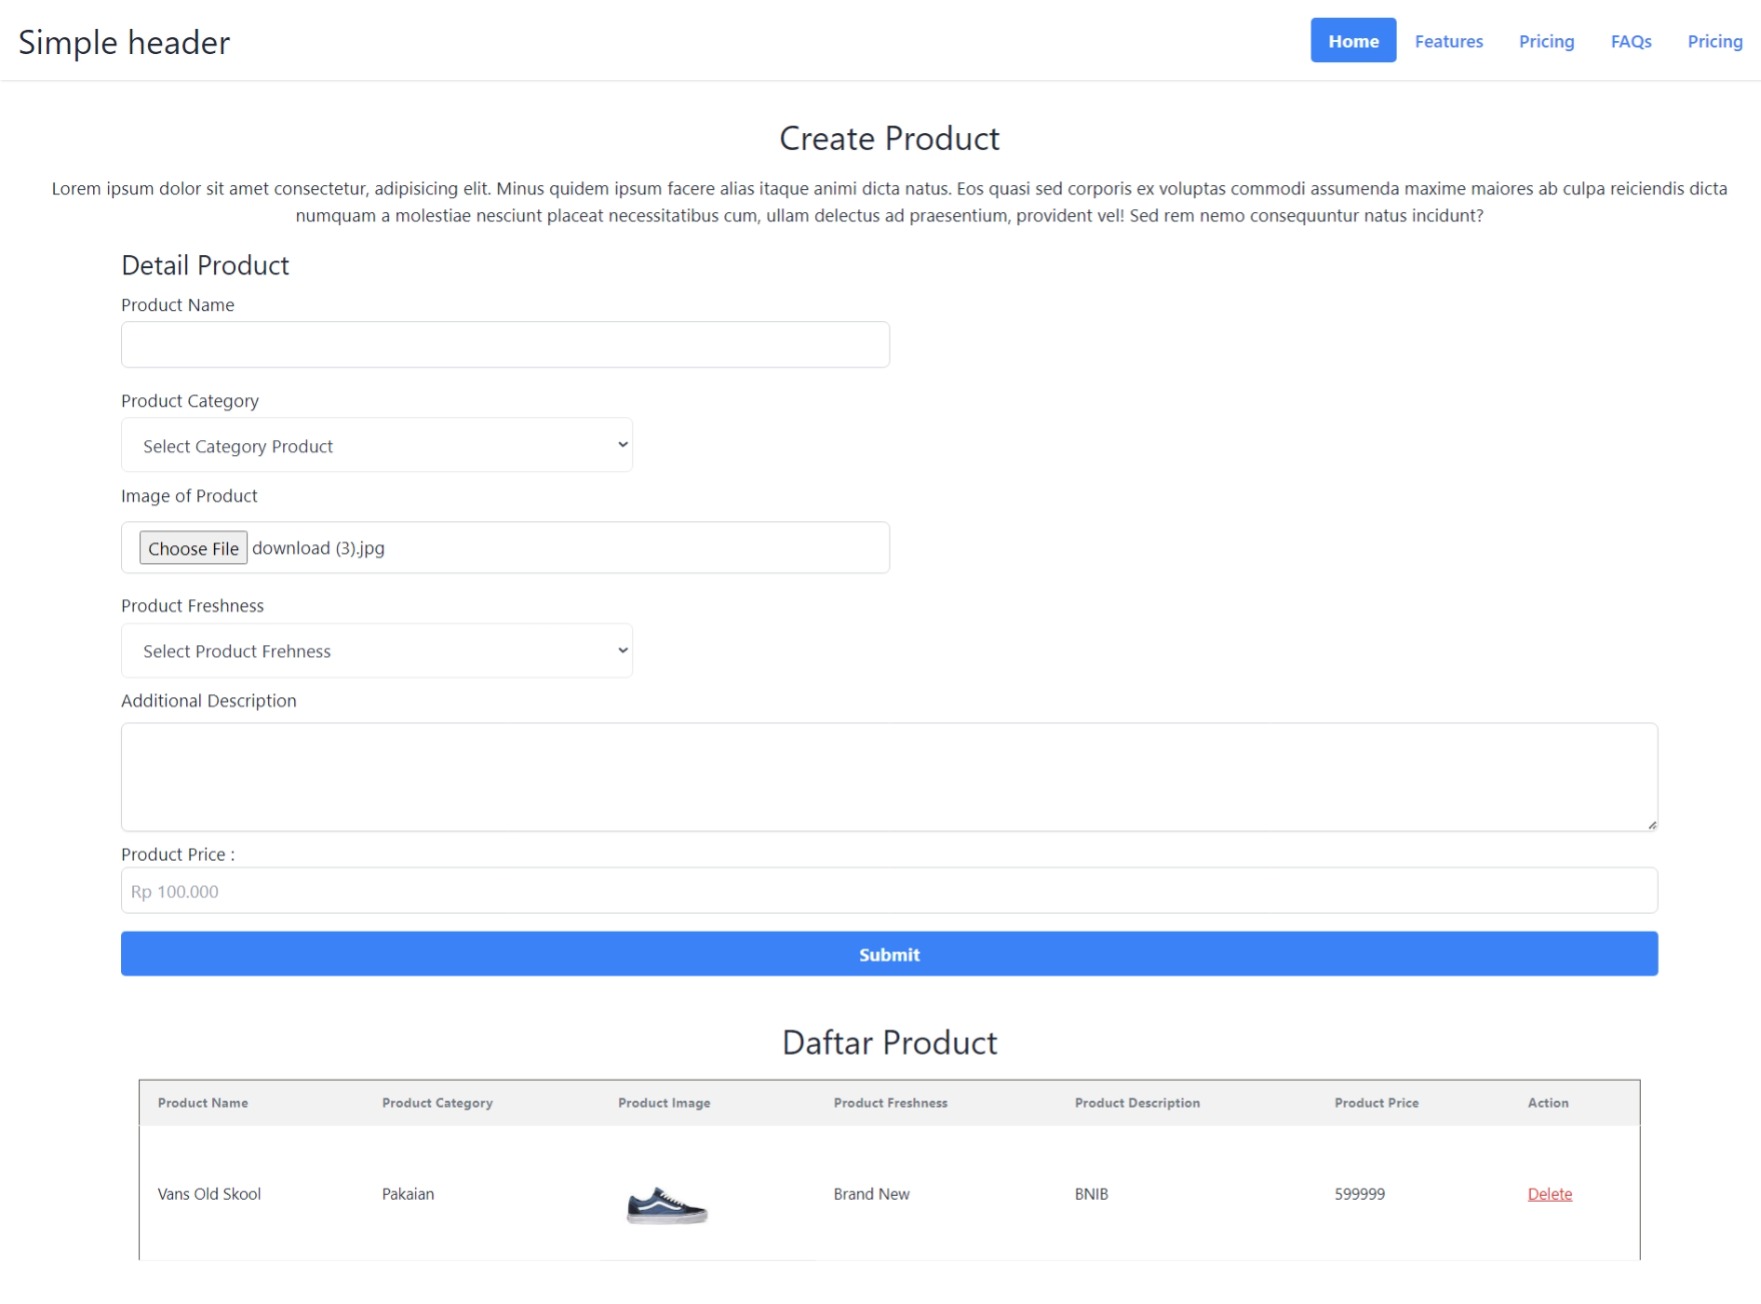 Simple header
Home Features Pricing FAQs Pricing
Create Product
Lorem ipsum dolor sit amet consectetur, adipisicing elit. Minus quidem ipsum facere alias itaque animi dicta natus. Eos quasi sed corporis ex voluptas commodi assumenda maxime maiores ab culpa reiciendis dicta
numquam a molestiae nesciunt placeat necessitatibus cum, ullam delectus ad praesentium, provident vel! Sed rem nemo consequuntur natus incidunt?
Detail Product
Product Name
Product Category
Select Category Product
Image of Product
Choose File download (3).jpg
Product Freshness
Select Product Frehness
Additional Description
Product Price :
Rp 100.000
Submit
Daftar Product
Product Name Product Category Product Image Product Freshness Product Description Product Price Action
Vans Old Skool Pakaian Brand New BNIB 599999 Delete